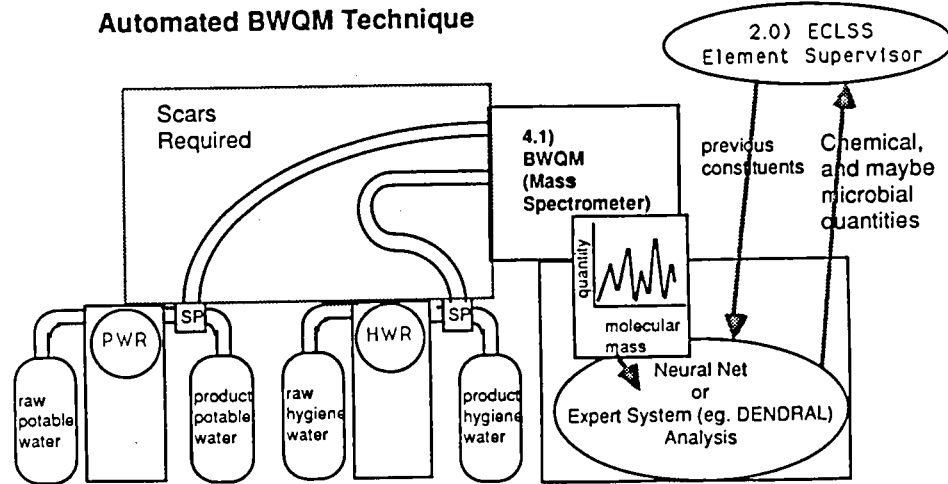 Automated BWQM Technique
2.0) ECLSS
Element Supervisor
Scars
Required
4.1)
BWQM
(Mass
Spectrometer)
previous
constituents
Chemical,
and maybe
microbial
quantities
quantity
molecular
mass
SP
SP
PWR
HWR
raw
potable
water
product
potable
water
raw
hygiene
water
product
hygiene
water
Neural Net
or
Expert System (eg. DENDRAL)
Analysis